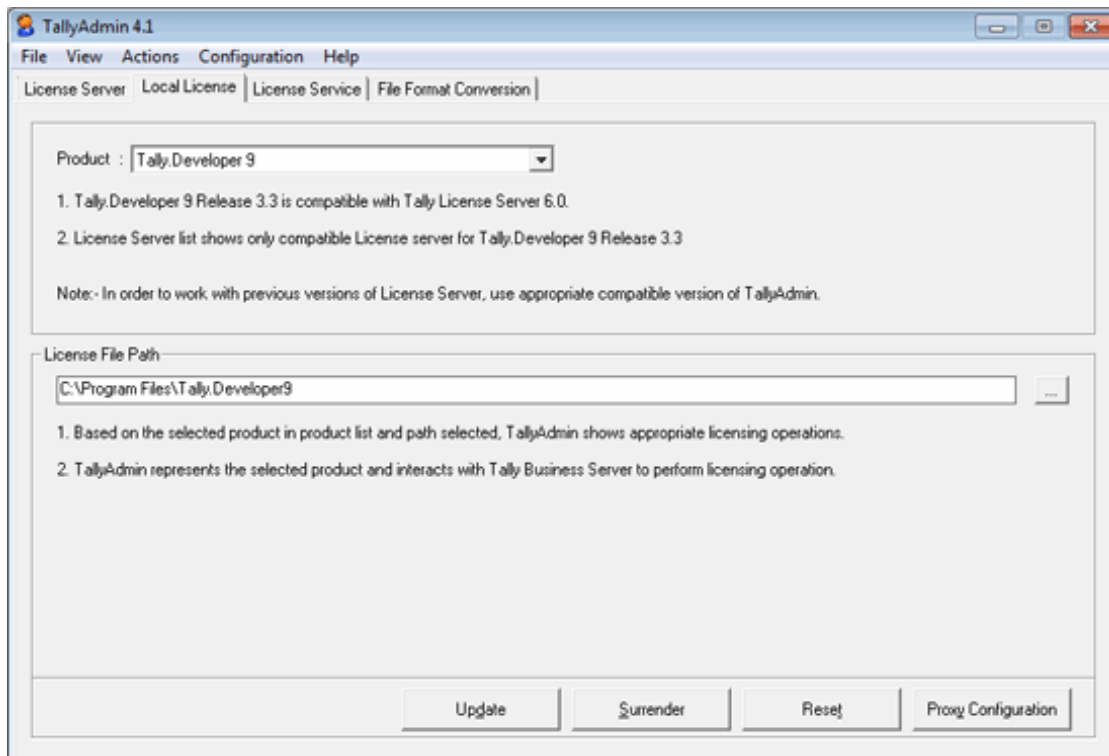 TallyAdmin 4.1
File View Actions Configuration Help
License Server Local License License Service File Format Conversion
Product : Tally.Developer 9
1. Tally.Developer 9 Release 3.3 is compatible with Tally License Server 6.0.
2. License Server list shows only compatible License server for Tally.Developer 9 Release 3.3
Note:- In order to work with previous versions of License Server, use appropriate compatible version of TallyAdmin.
License File Path
C:\Program Files\Tally.Developer9
...
1. Based on the selected product in product list and path selected, TallyAdmin shows appropriate licensing operations.
2. TallyAdmin represents the selected product and interacts with Tally Business Server to perform licensing operation.
Update Surrender Reset Proxy Configuration